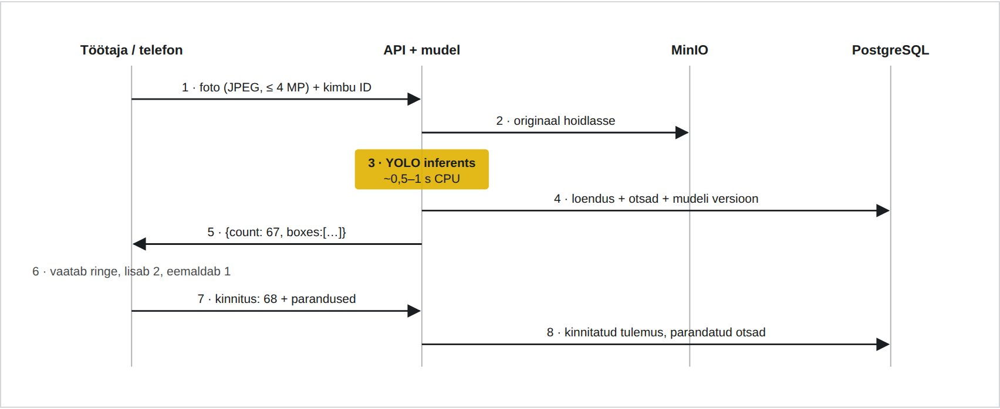 Töötaja / telefon
API + mudel
MinIO
PostgreSQL
1 · foto (JPEG, ≤ 4 MP) + kimbu ID
2 · originaal hoidlasse
3 · YOLO inferents
~0,5–1 s CPU
4 · loendus + otsad + mudeli versioon
5 · {count: 67, boxes:[…]}
6 · vaatab ringe, lisab 2, eemaldab 1
7 · kinnitus: 68 + parandused
8 · kinnitatud tulemus, parandatud otsad